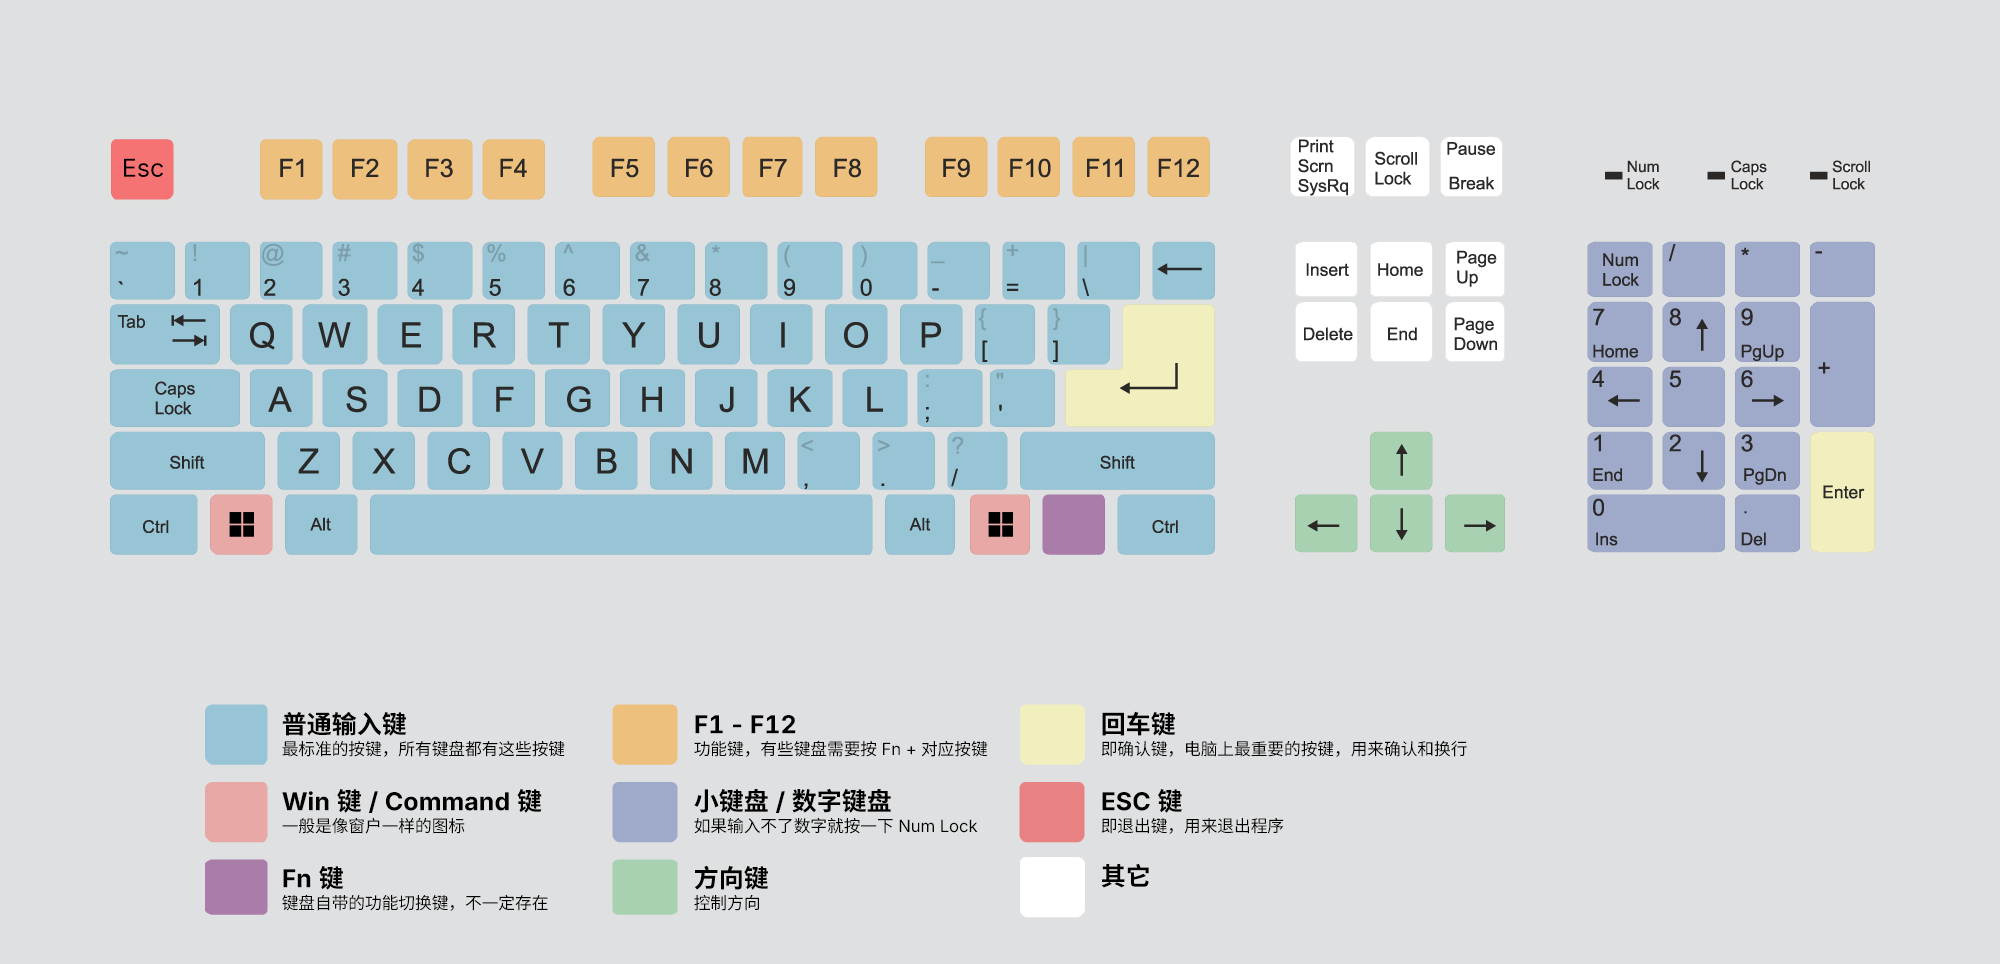 Esc F1 F2 F3 F4 F5 F6 F7 F8 F9 F10 F11 F12
Print
Scrn
SysRq
Scroll
Lock
Pause
Break
Num
Lock
Caps
Lock
Scroll
Lock
~ ! @ # $ % ^ & * ( ) _ + |
` 1 2 3 4 5 6 7 8 9 0 - = \
Insert Home Page
Up
Num
Lock
/ * -
Tab Q W E R T Y U I O P { [ } ]
Delete End Page
Down
7
Home
8
9
PgUp
+
Caps
Lock
A S D F G H J K L : ; " '
4 5 6
Shift Z X C V B N M < , > . ? / Shift
1
End
2
3
PgDn
Enter
Ctrl Alt Alt Ctrl
0
Ins
.
Del
普通输入键
最标准的按键，所有键盘都有这些按键
F1 - F12
功能键，有些键盘需要按 Fn + 对应按键
回车键
即确认键，电脑上最重要的按键，用来确认和换行
Win 键 / Command 键
一般是像窗户一样的图标
小键盘 / 数字键盘
如果输入不了数字就按一下 Num Lock
ESC 键
即退出键，用来退出程序
Fn 键
键盘自带的功能切换键，不一定存在
方向键
控制方向
其它